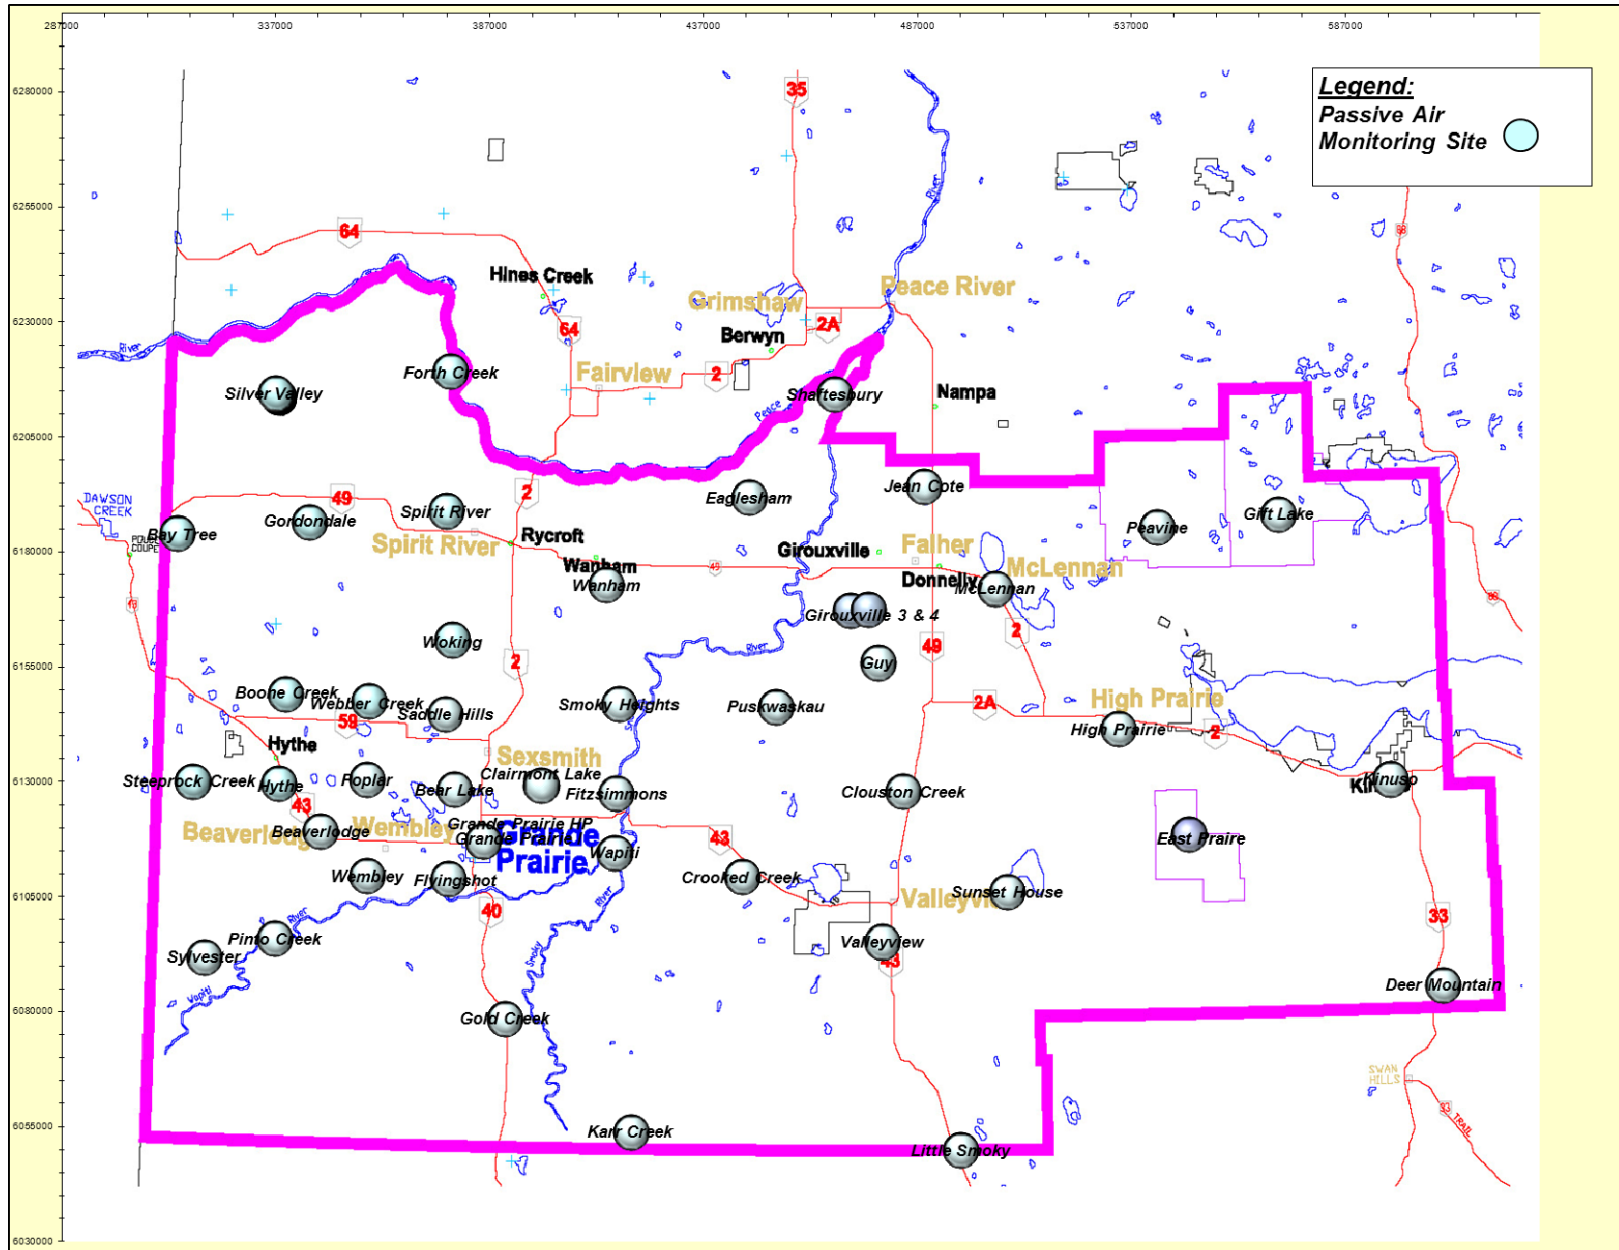 287000 337000 387000 437000 487000 537000 587000
6280000
6255000
6230000
6205000
6180000
6155000
6130000
6105000
6080000
6055000
6030000
Legend:
Passive Air
Monitoring Site
35
64
River
88
Hines Creek
Peace River
Grimshaw
64
2A
Berwyn
River
Fairview
2
Forth Creek
Silver Valley
Shaftesbury
Nampa
Peace
DAWSON
CREEK
49
2
Jean Cote
Eaglesham
Spirit River
Gordondale
Bay Tree
POUCE
COUPE
Spirit River
Rycroft
Girouxville
Falher
Peavine
Gift Lake
Wanham
Wanham
49
Donnelly
McLennan
McLennan
Girouxville 3 & 4
2
49
Woking
2
River
Guy
Boone Creek
Webber Creek
Saddle Hills
59
Smoky Heights
Puskwaskau
2A
High Prairie
High Prairie
2
Hythe
Sexsmith
Steeprock Creek
Hythe
Poplar
Bear Lake
Clairmont Lake
Fitzsimmons
Clouston Creek
Kinuso
43
Beaverlodge
Wembley
Grande Prairie HP
Grande Prairie
Grande
Prairie
Wapiti
43
East Prairie
Wembley
Flyingshot
Crooked Creek
Valleyview
Sunset House
40
River
River
33
Pinto Creek
Sylvester
Valleyview
43
Smoky
Wapiti
Deer Mountain
Gold Creek
SWAN
HILLS
33
TRAIL
Karr Creek
Little Smoky